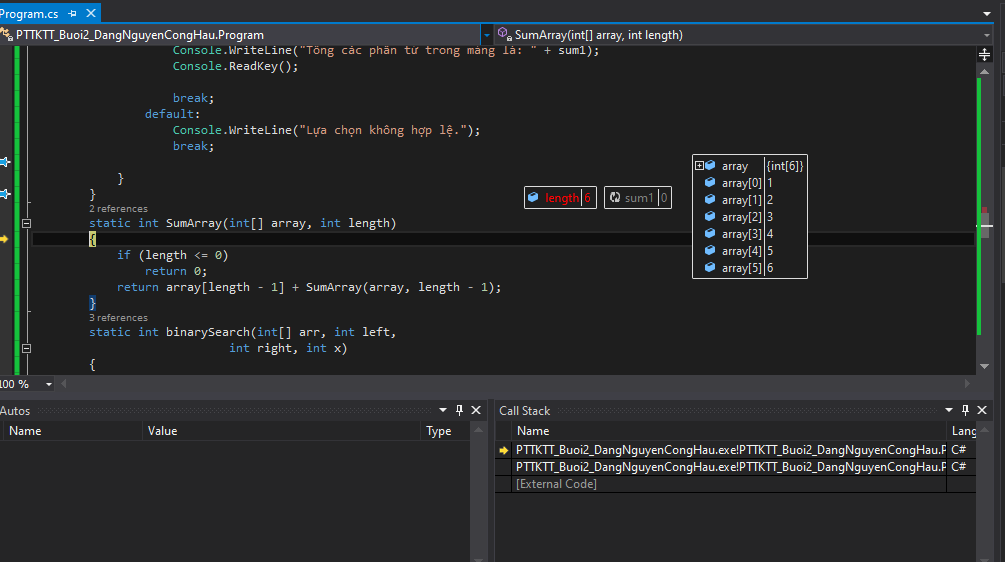 Program.cs
PTTKTT_Buoi2_DangNguyenCongHau.Program
SumArray(int[] array, int length)
Console.WriteLine("Tổng các phần tử trong mảng là: " + sum1);
Console.ReadKey();
break;
default:
Console.WriteLine("Lựa chọn không hợp lệ.");
break;
}
}
2 references
static int SumArray(int[] array, int length)
{
if (length <= 0)
return 0;
return array[length - 1] + SumArray(array, length - 1);
}
3 references
static int binarySearch(int[] arr, int left,
int right, int x)
{
length 6
sum1 0
array {int[6]}
array[0] 1
array[1] 2
array[2] 3
array[3] 4
array[4] 5
array[5] 6
100 %
Autos
Name Value Type
Call Stack
Name Lang
PTTKTT_Buoi2_DangNguyenCongHau.exe!PTTKTT_Buoi2_DangNguyenCongHau.P C#
PTTKTT_Buoi2_DangNguyenCongHau.exe!PTTKTT_Buoi2_DangNguyenCongHau.P C#
[External Code]